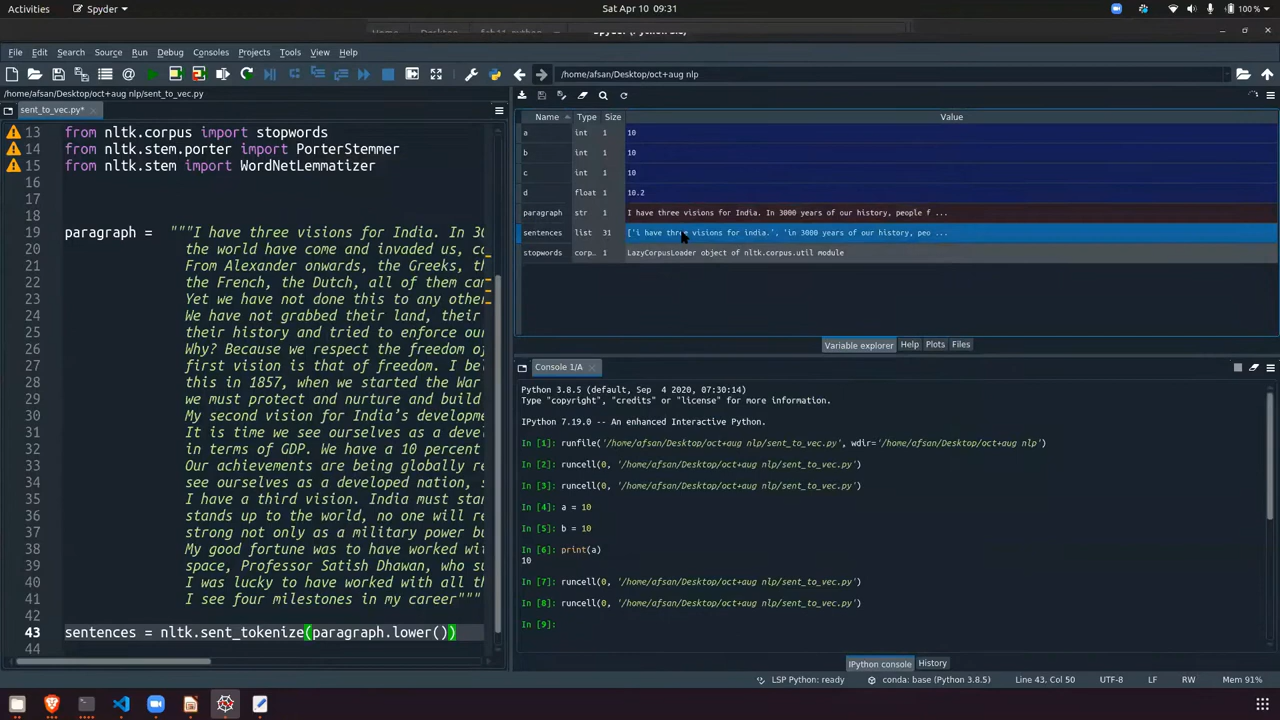 Activities
Spyder
Sat Apr 10 09:31
100 %
File Edit Search Source Run Debug Consoles Projects Tools View Help
/home/afsan/Desktop/oct+aug nlp
/home/afsan/Desktop/oct+aug nlp/sent_to_vec.py
sent_to_vec.py*
13 from nltk.corpus import stopwords
14 from nltk.stem.porter import PorterStemmer
15 from nltk.stem import WordNetLemmatizer
16
17
18
19 paragraph = """I have three visions for India. In 30
20 the world have come and invaded us, ca
21 From Alexander onwards, the Greeks, th
22 the French, the Dutch, all of them cam
23 Yet we have not done this to any other
24 We have not grabbed their land, their
25 their history and tried to enforce our
26 Why? Because we respect the freedom of
27 first vision is that of freedom. I bel
28 this in 1857, when we started the War
29 we must protect and nurture and build
30 My second vision for India’s developme
31 It is time we see ourselves as a devel
32 in terms of GDP. We have a 10 percent
33 Our achievements are being globally re
34 see ourselves as a developed nation, s
35 I have a third vision. India must stan
36 stands up to the world, no one will re
37 strong not only as a military power bu
38 My good fortune was to have worked wit
39 space, Professor Satish Dhawan, who su
40 I was lucky to have worked with all th
41 I see four milestones in my career"""
42
43 sentences = nltk.sent_tokenize(paragraph.lower())
44
Name Type Size Value
a int 1 10
b int 1 10
c int 1 10
d float 1 10.2
paragraph str 1 I have three visions for India. In 3000 years of our history, people f ...
sentences list 31 ['i have three visions for india.', 'in 3000 years of our history, peo ...
stopwords corp… 1 LazyCorpusLoader object of nltk.corpus.util module
Variable explorer Help Plots Files
Console 1/A
Python 3.8.5 (default, Sep 4 2020, 07:30:14)
Type "copyright", "credits" or "license" for more information.
IPython 7.19.0 -- An enhanced Interactive Python.
In [1]: runfile('/home/afsan/Desktop/oct+aug nlp/sent_to_vec.py', wdir='/home/afsan/Desktop/oct+aug nlp')
In [2]: runcell(0, '/home/afsan/Desktop/oct+aug nlp/sent_to_vec.py')
In [3]: runcell(0, '/home/afsan/Desktop/oct+aug nlp/sent_to_vec.py')
In [4]: a = 10
In [5]: b = 10
In [6]: print(a)
10
In [7]: runcell(0, '/home/afsan/Desktop/oct+aug nlp/sent_to_vec.py')
In [8]: runcell(0, '/home/afsan/Desktop/oct+aug nlp/sent_to_vec.py')
In [9]:
IPython console History
LSP Python: ready conda: base (Python 3.8.5) Line 43, Col 50 UTF-8 LF RW Mem 91%